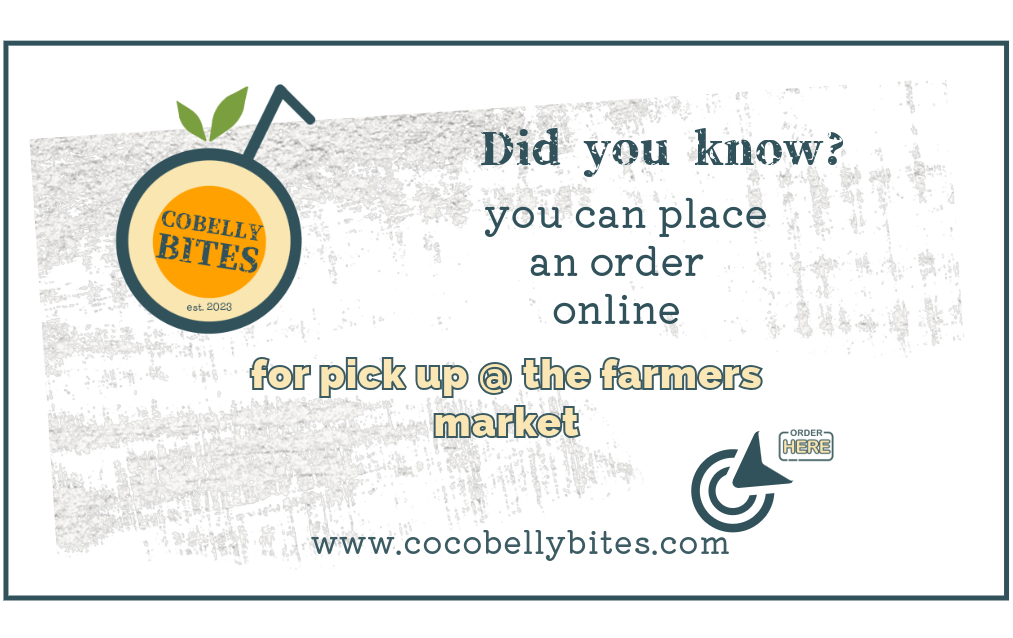 COBELLY
BITES
est. 2023
Did you know?
you can place
an order
online
for pick up @ the farmers
market
ORDER
HERE
www.cocobellybites.com